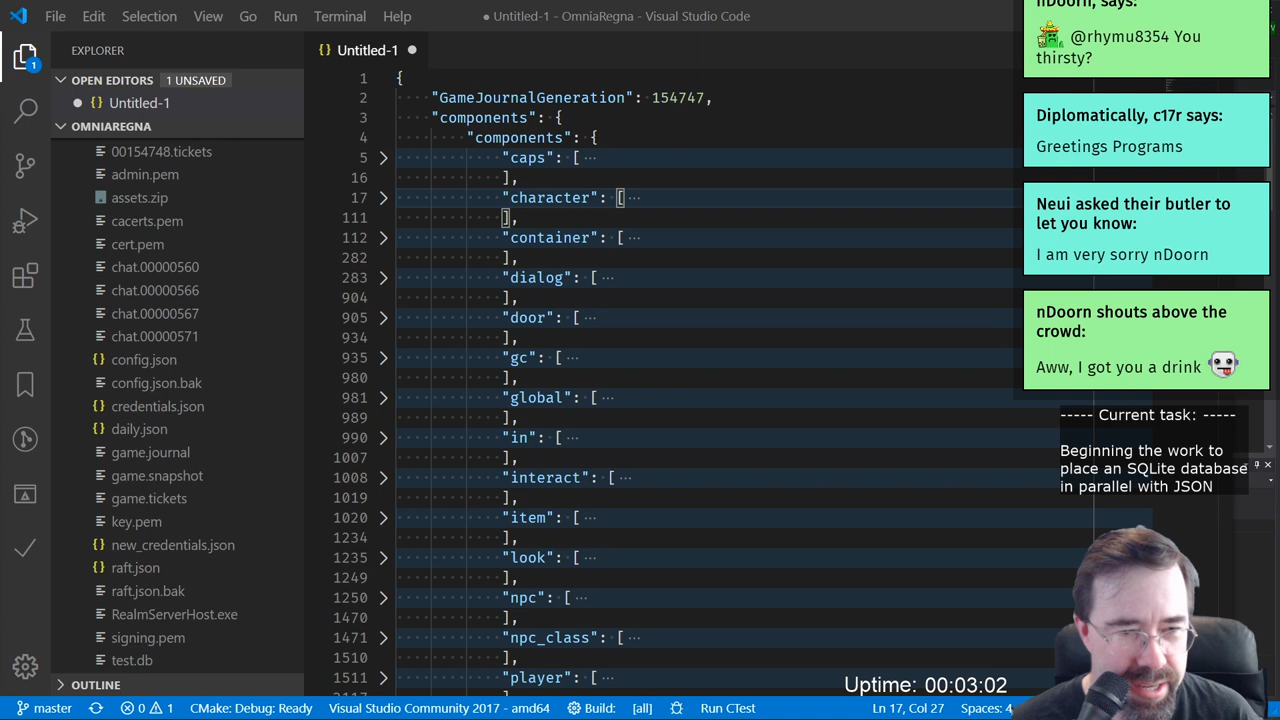 File Edit Selection View Go Run Terminal Help
● Untitled-1 - OmniaRegna - Visual Studio Code
EXPLORER
OPEN EDITORS 1 UNSAVED
● {} Untitled-1
OMNIAREGNA
00154748.tickets
admin.pem
assets.zip
cacerts.pem
cert.pem
chat.00000560
chat.00000566
chat.00000567
chat.00000571
{} config.json
config.json.bak
{} credentials.json
{} daily.json
game.journal
game.snapshot
game.tickets
key.pem
{} new_credentials.json
{} raft.json
raft.json.bak
RealmServerHost.exe
signing.pem
test.db
OUTLINE
1
{} Untitled-1 ●
1 {
2 "GameJournalGeneration": 154747,
3 "components": {
4 "components": {
5 "caps": [ ···
16 ],
17 "character": [ ···
111 ],
112 "container": [ ···
282 ],
283 "dialog": [ ···
904 ],
905 "door": [ ···
934 ],
935 "gc": [ ···
980 ],
981 "global": [ ···
989 ],
990 "in": [ ···
1007 ],
1008 "interact": [ ···
1019 ],
1020 "item": [ ···
1234 ],
1235 "look": [ ···
1249 ],
1250 "npc": [ ···
1470 ],
1471 "npc_class": [ ···
1510 ],
1511 "player": [ ···
nDoorn, says:
@rhymu8354 You
thirsty?
Diplomatically, c17r says:
Greetings Programs
Neui asked their butler to
let you know:
I am very sorry nDoorn
nDoorn shouts above the
crowd:
Aww, I got you a drink
----- Current task: -----
Beginning the work to
place an SQLite database
in parallel with JSON
Uptime: 00:03:02
master 0 1 CMake: Debug: Ready Visual Studio Community 2017 - amd64 Build: [all] Run CTest Ln 17, Col 27 Spaces: 4